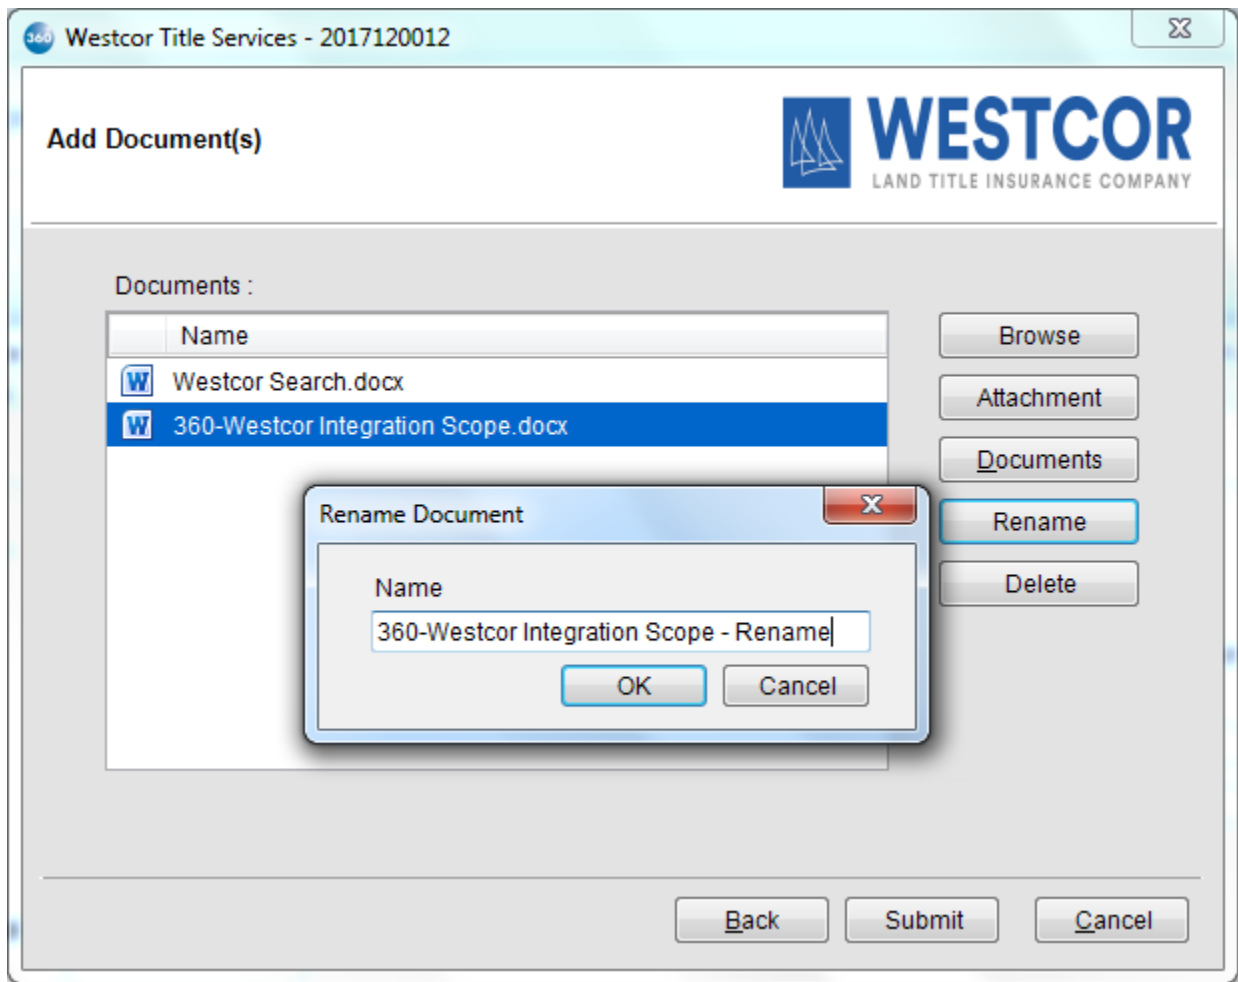 360 Westcor Title Services - 2017120012
Add Document(s)
WESTCOR
LAND TITLE INSURANCE COMPANY
Documents :
Name
Browse
W Westcor Search.docx
Attachment
W 360-Westcor Integration Scope.docx
Documents
Rename Document
Rename
Name
Delete
360-Westcor Integration Scope - Rename
OK Cancel
Back Submit Cancel